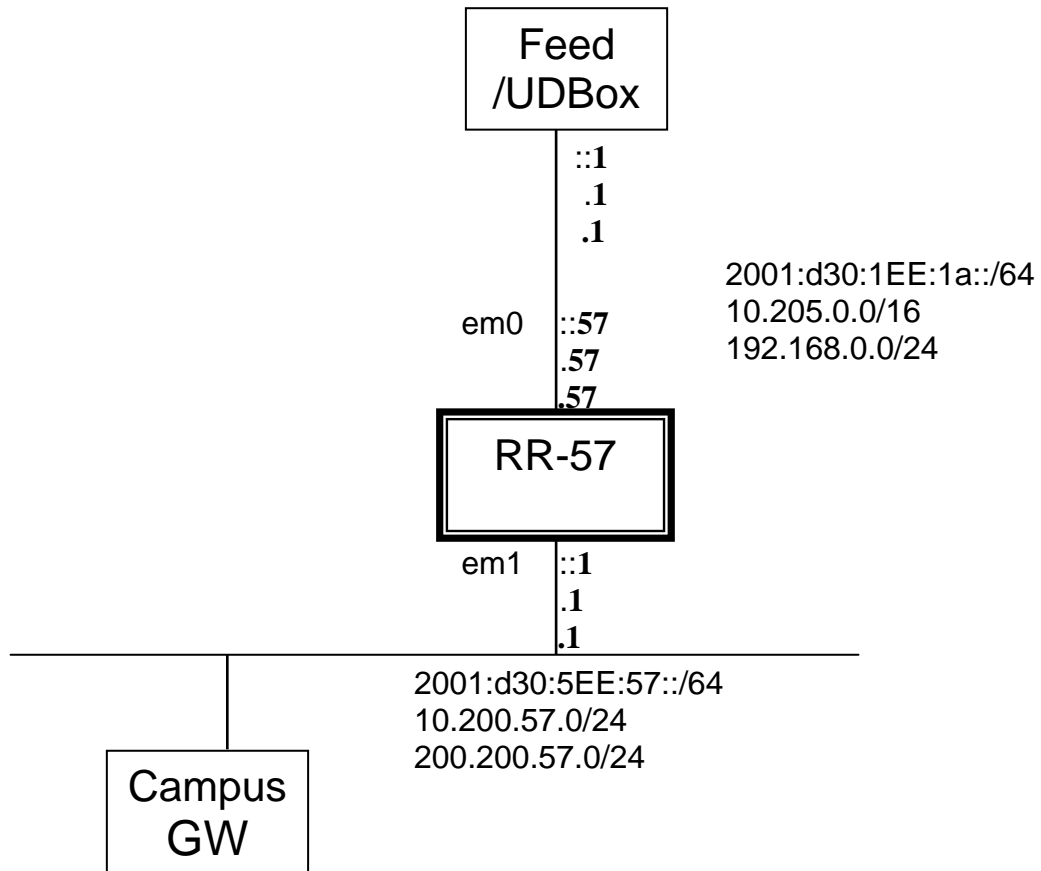 Feed
/UDBox
::1
.1
.1
2001:d30:1EE:1a::/64
10.205.0.0/16
192.168.0.0/24
em0
::57
.57
.57
RR-57
em1
::1
.1
.1
2001:d30:5EE:57::/64
10.200.57.0/24
200.200.57.0/24
Campus
GW